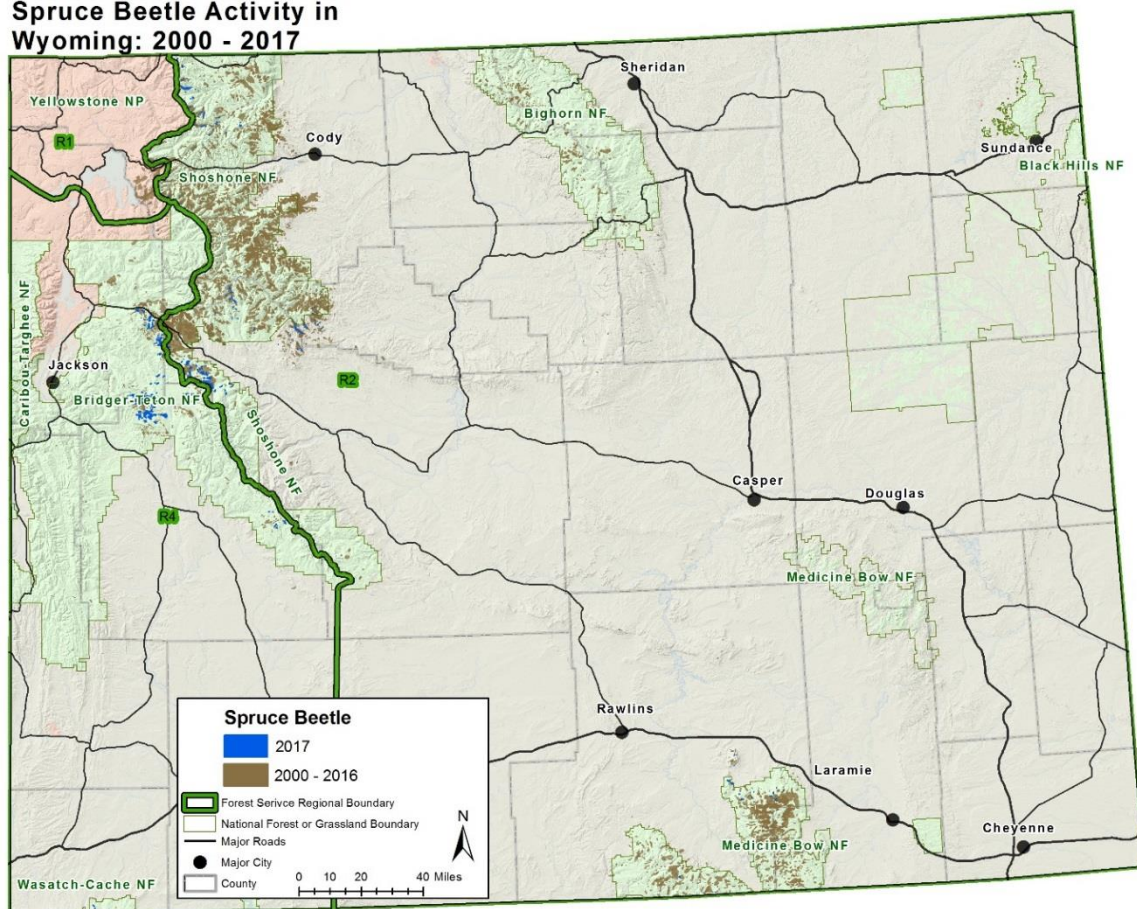 Spruce Beetle Activity in
Wyoming: 2000 - 2017
Yellowstone NP
R1
Cody
Shoshone NF
Bighorn NF
Sheridan
Sundance
Black Hills NF
Caribou-Targhee NF
Jackson
Bridger-Teton NF
Shoshone NF
R2
R4
Casper
Douglas
Medicine Bow NF
Rawlins
Laramie
Cheyenne
Medicine Bow NF
Wasatch-Cache NF
Spruce Beetle
2017
2000 - 2016
Forest Serivce Regional Boundary
National Forest or Grassland Boundary
Major Roads
Major City
County
N
0 10 20 40 Miles